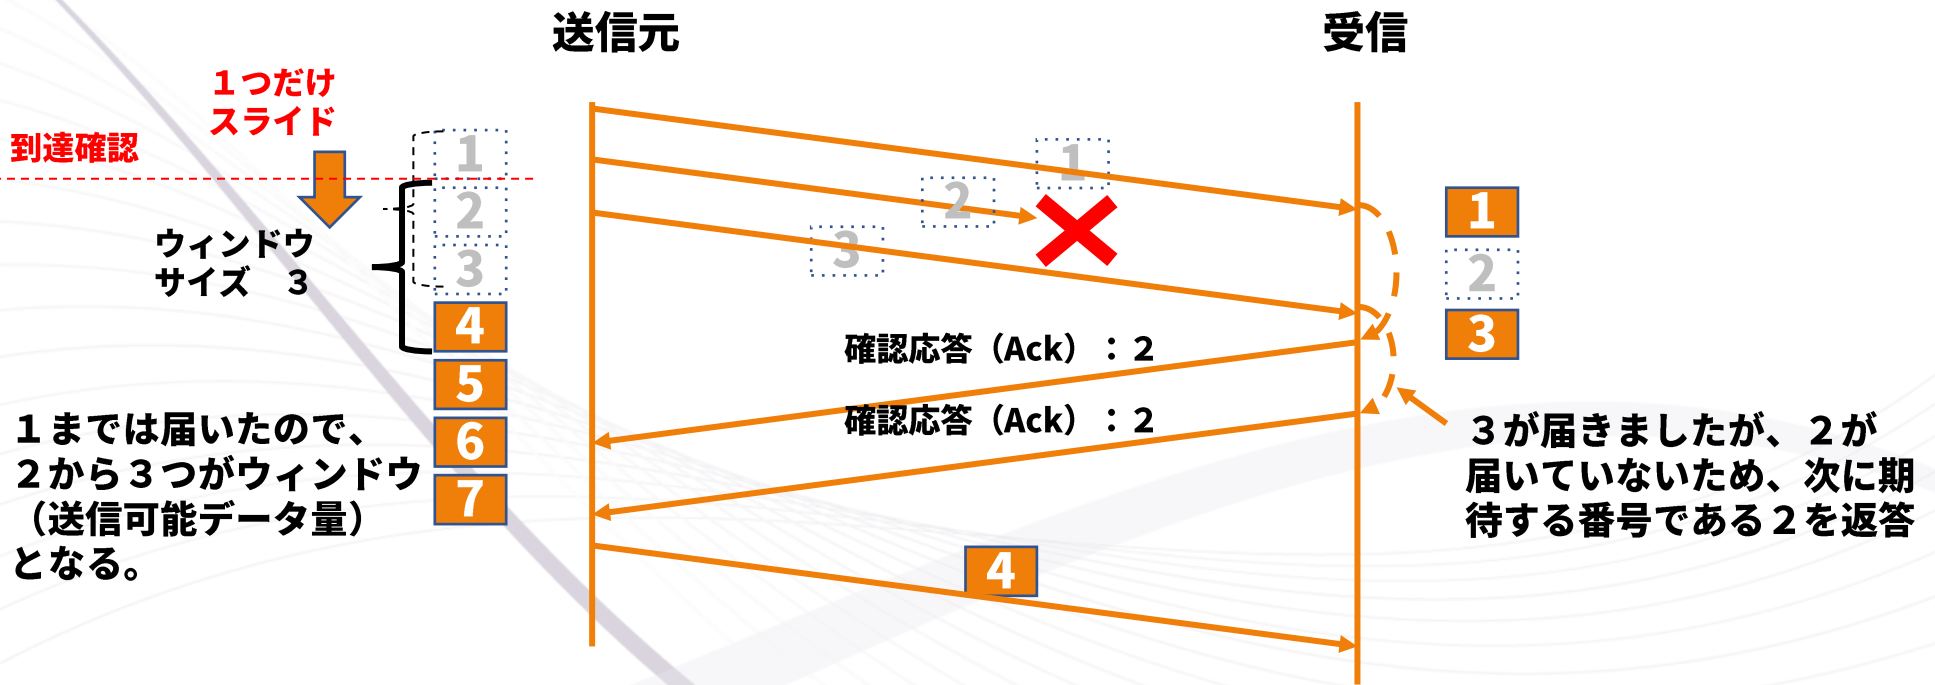 送信元
受信
１つだけ
スライド
到達確認
ウィンドウ
サイズ　３
1
2
3
4
5
6
7
1
2
3
1
2
3
確認応答（Ack）：２
確認応答（Ack）：２
１までは届いたので、
２から３つがウィンドウ
（送信可能データ量）
となる。
３が届きましたが、２が
届いていないため、次に期
待する番号である２を返答
4